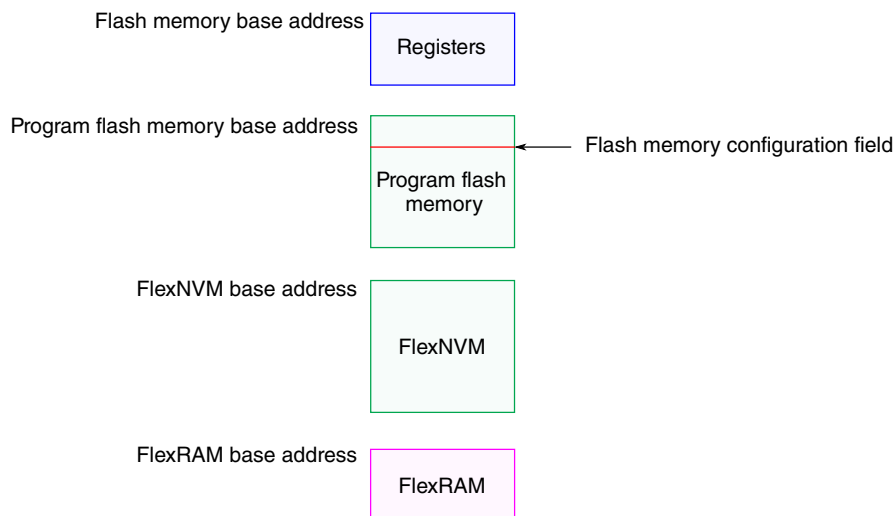 Flash memory base address
Registers
Program flash memory base address
Flash memory configuration field
Program flash
memory
FlexNVM base address
FlexNVM
FlexRAM base address
FlexRAM